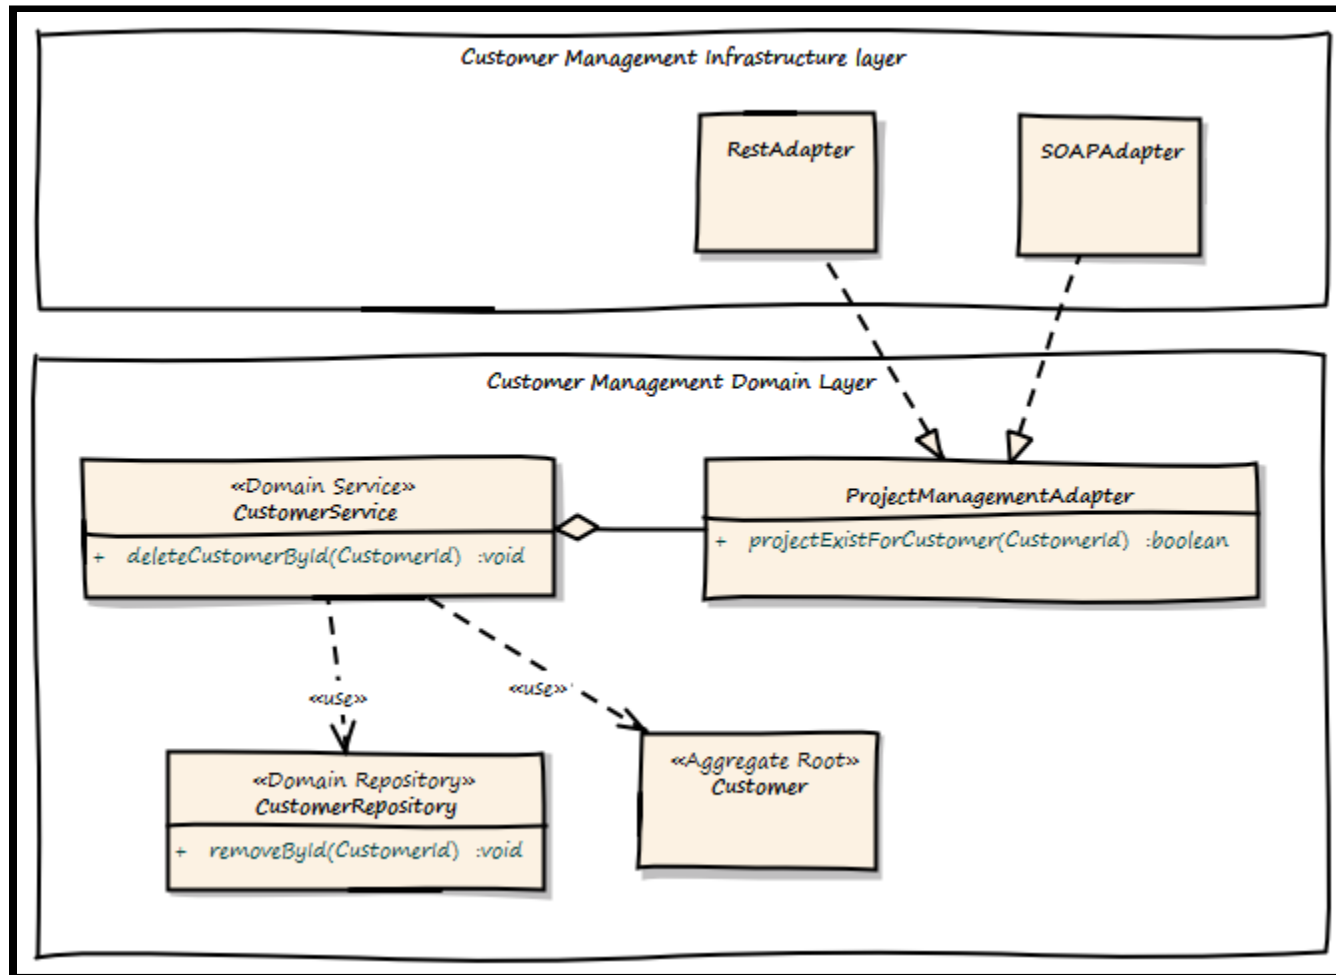 Customer Management Infrastructure layer
RestAdapter
SOAPAdapter
Customer Management Domain Layer
«Domain Service»
CustomerService
+ deleteCustomerById(CustomerId) :void
ProjectManagementAdapter
+ projectExistForCustomer(CustomerId) :boolean
«use»
«use»
«Domain Repository»
CustomerRepository
+ removeById(CustomerId) :void
«Aggregate Root»
Customer